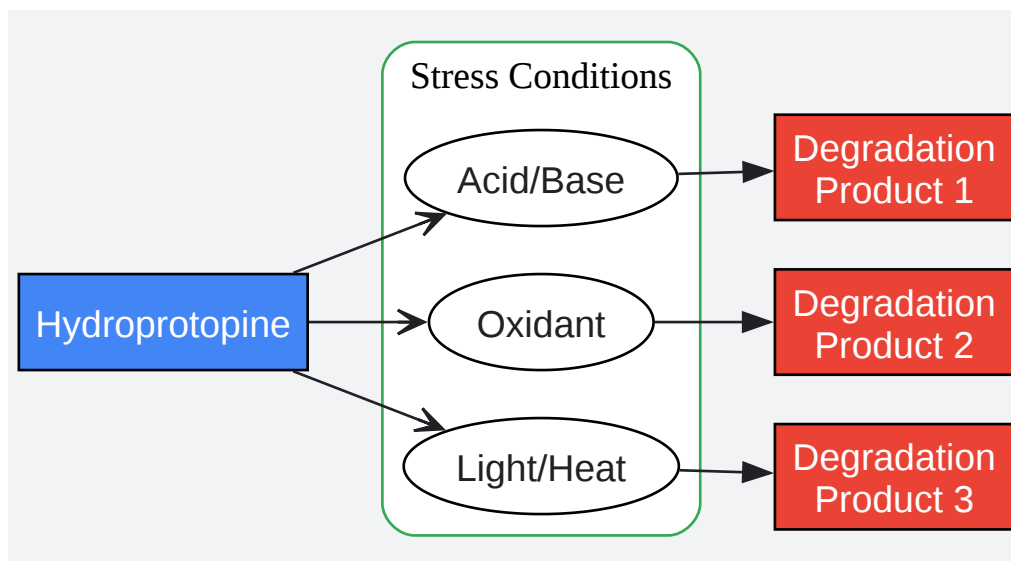 Stress Conditions
Acid/Base
Degradation
Product 1
Hydroprotopine
Oxidant
Degradation
Product 2
Light/Heat
Degradation
Product 3